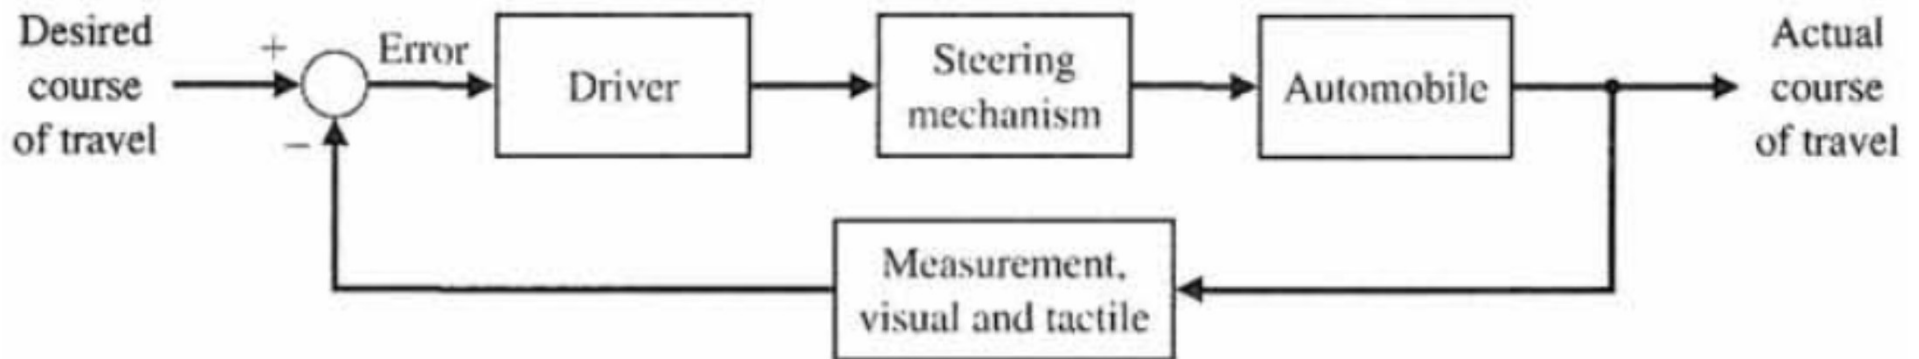 Desired
course
of travel
+
−
Error
Driver
Steering
mechanism
Automobile
Actual
course
of travel
Measurement,
visual and tactile